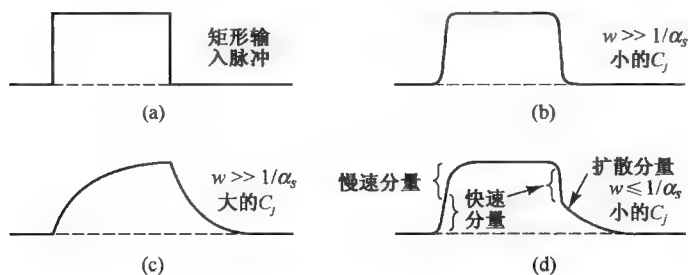 矩形输
入脉冲
(a)
w >> 1/αs
小的Cj
(b)
w >> 1/αs
大的Cj
(c)
慢速分量
快速
分量
扩散分量
w≤1/αs
小的Cj
(d)